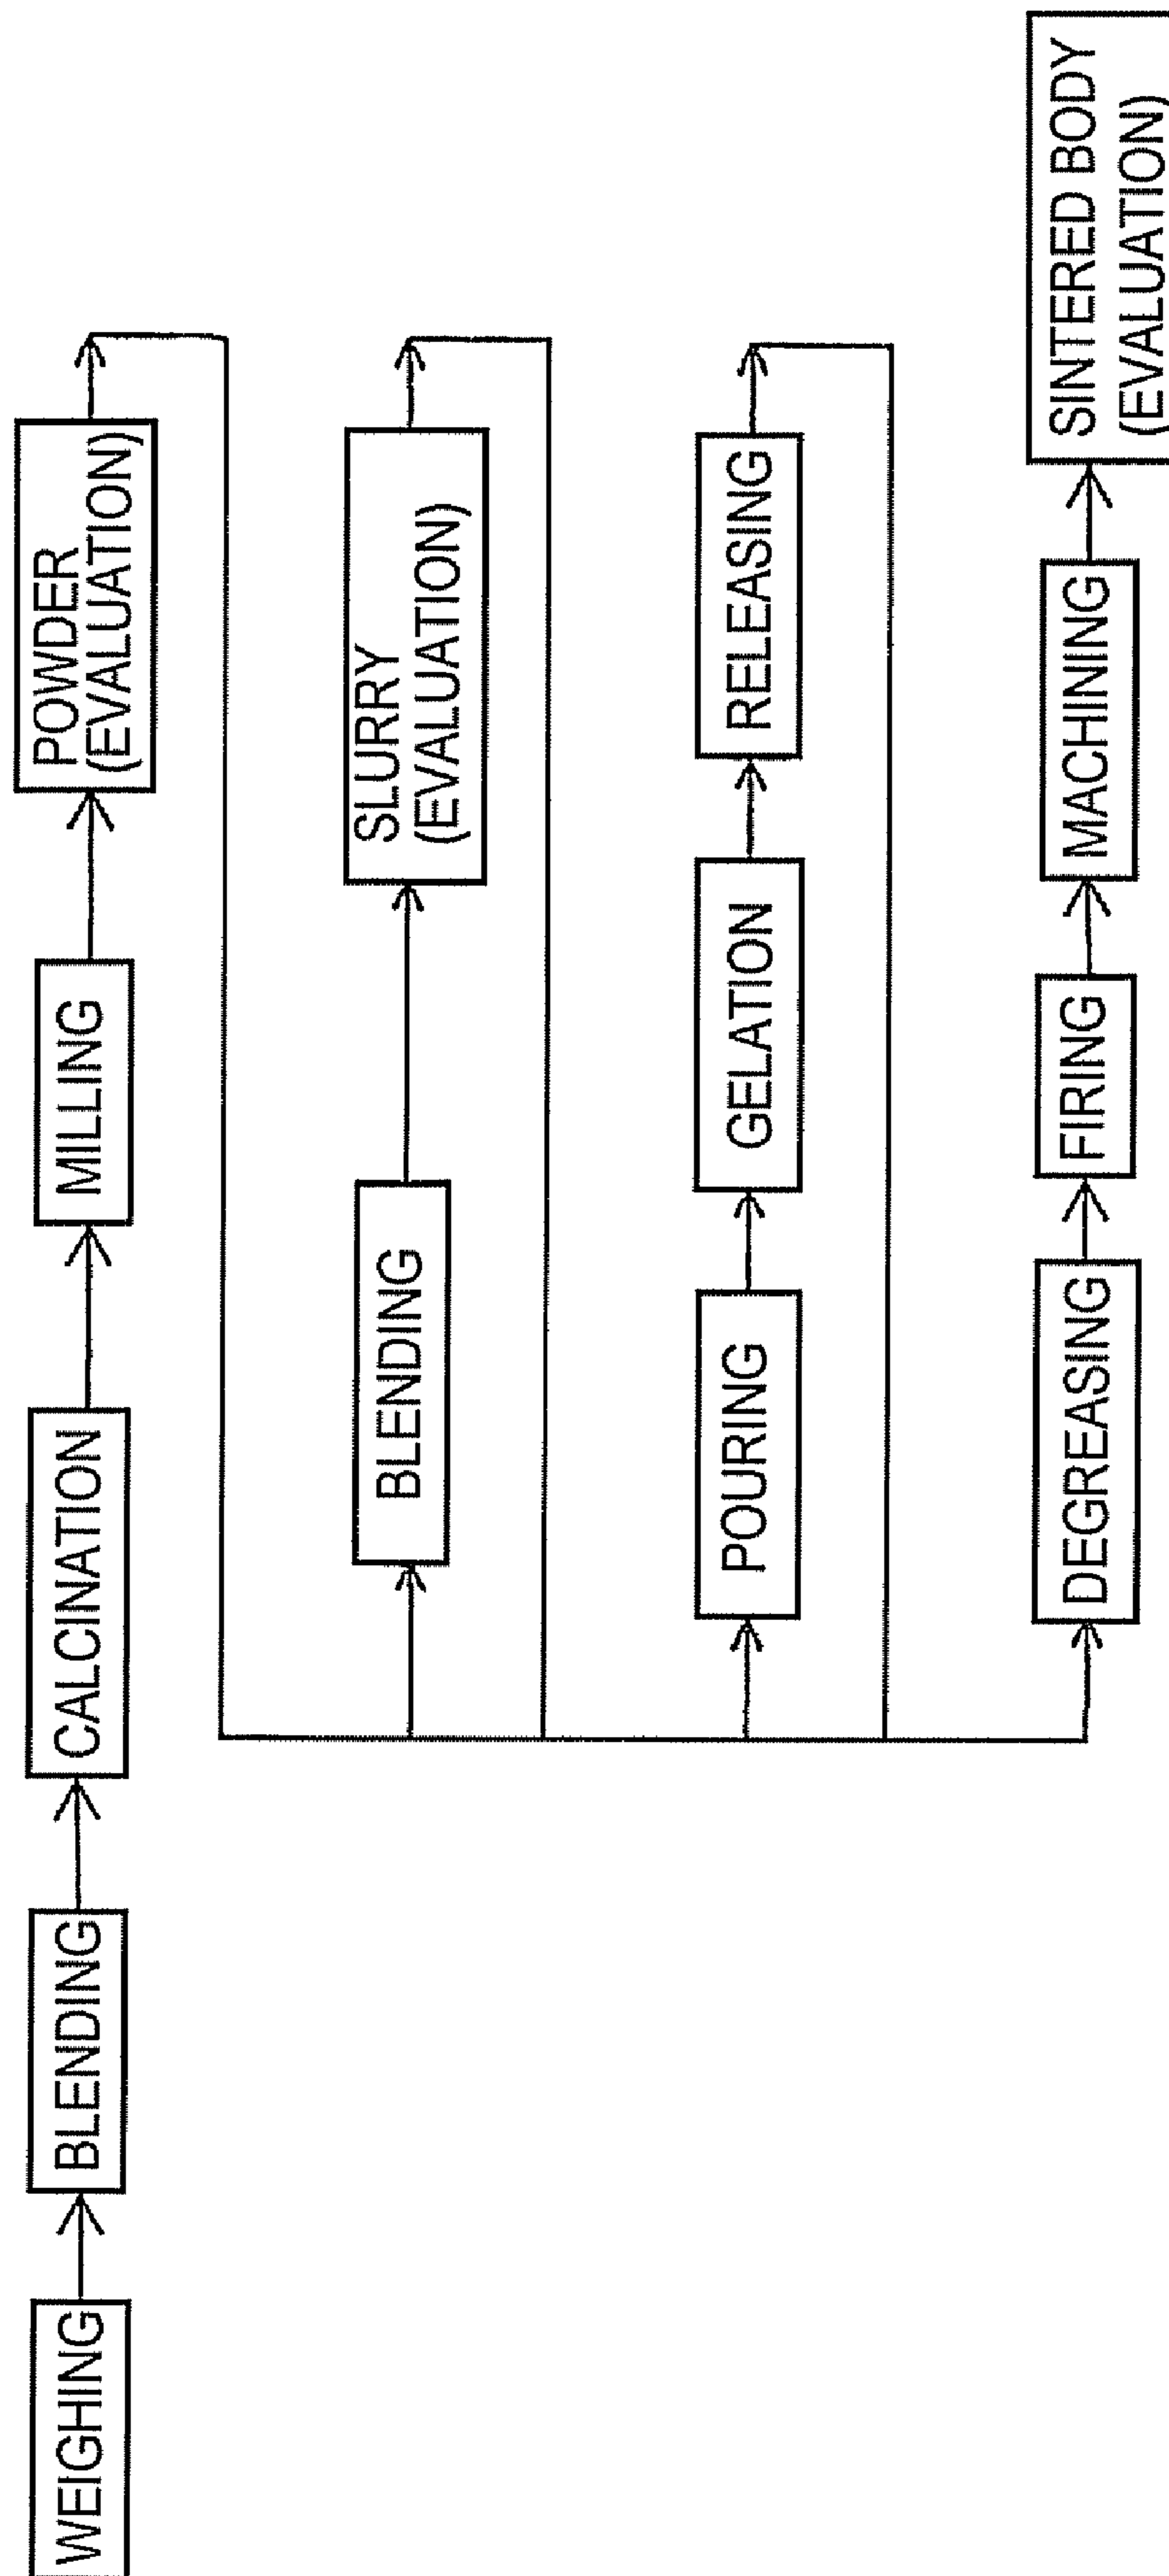 WEIGHING
BLENDING
CALCINATION
MILLING
POWDER
(EVALUATION)
BLENDING
SLURRY
(EVALUATION)
POURING
GELATION
RELEASING
DEGREASING
FIRING
MACHINING
SINTERED BODY
(EVALUATION)